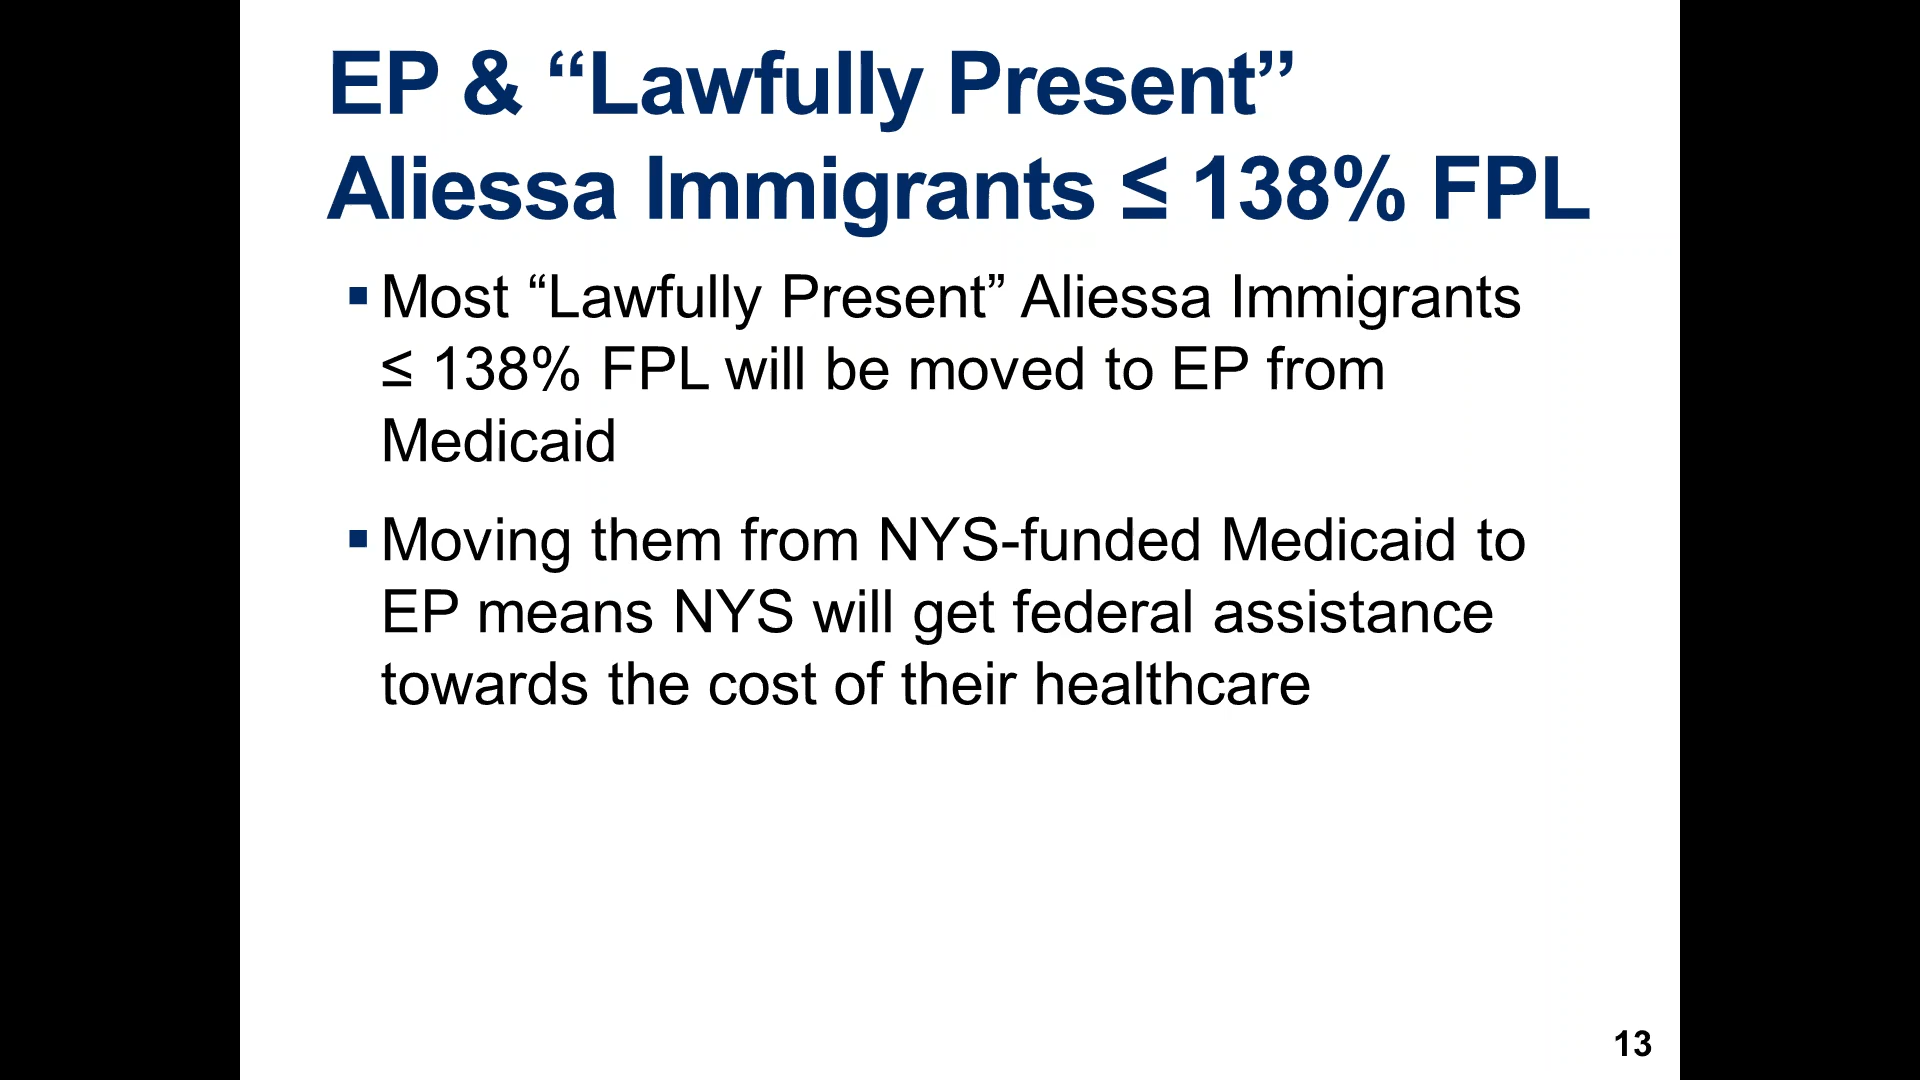 EP & “Lawfully Present”
Aliessa Immigrants ≤ 138% FPL
▪ Most “Lawfully Present” Aliessa Immigrants
≤ 138% FPL will be moved to EP from
Medicaid
▪ Moving them from NYS-funded Medicaid to
EP means NYS will get federal assistance
towards the cost of their healthcare
13